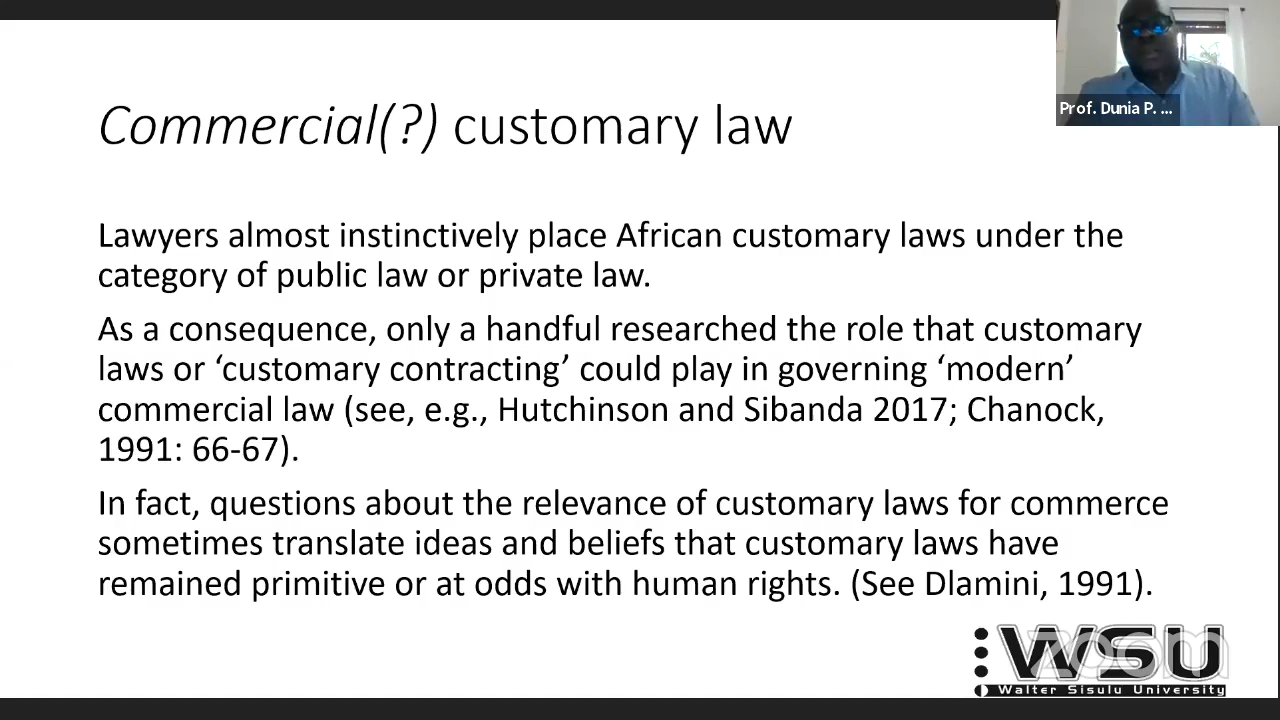 Prof. Dunia P. ...
Commercial(?) customary law
Lawyers almost instinctively place African customary laws under the
category of public law or private law.
As a consequence, only a handful researched the role that customary
laws or ‘customary contracting’ could play in governing ‘modern’
commercial law (see, e.g., Hutchinson and Sibanda 2017; Chanock,
1991: 66-67).
In fact, questions about the relevance of customary laws for commerce
sometimes translate ideas and beliefs that customary laws have
remained primitive or at odds with human rights. (See Dlamini, 1991).
WSU
zoom
Walter Sisulu University